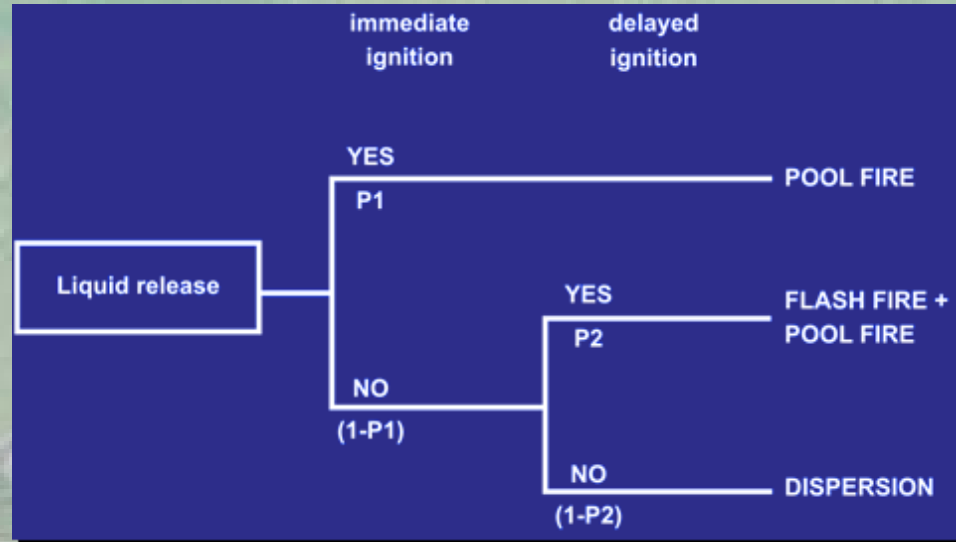 immediate
ignition
delayed
ignition
YES
P1
POOL FIRE
Liquid release
YES
P2
FLASH FIRE +
POOL FIRE
NO
(1-P1)
NO
(1-P2)
DISPERSION